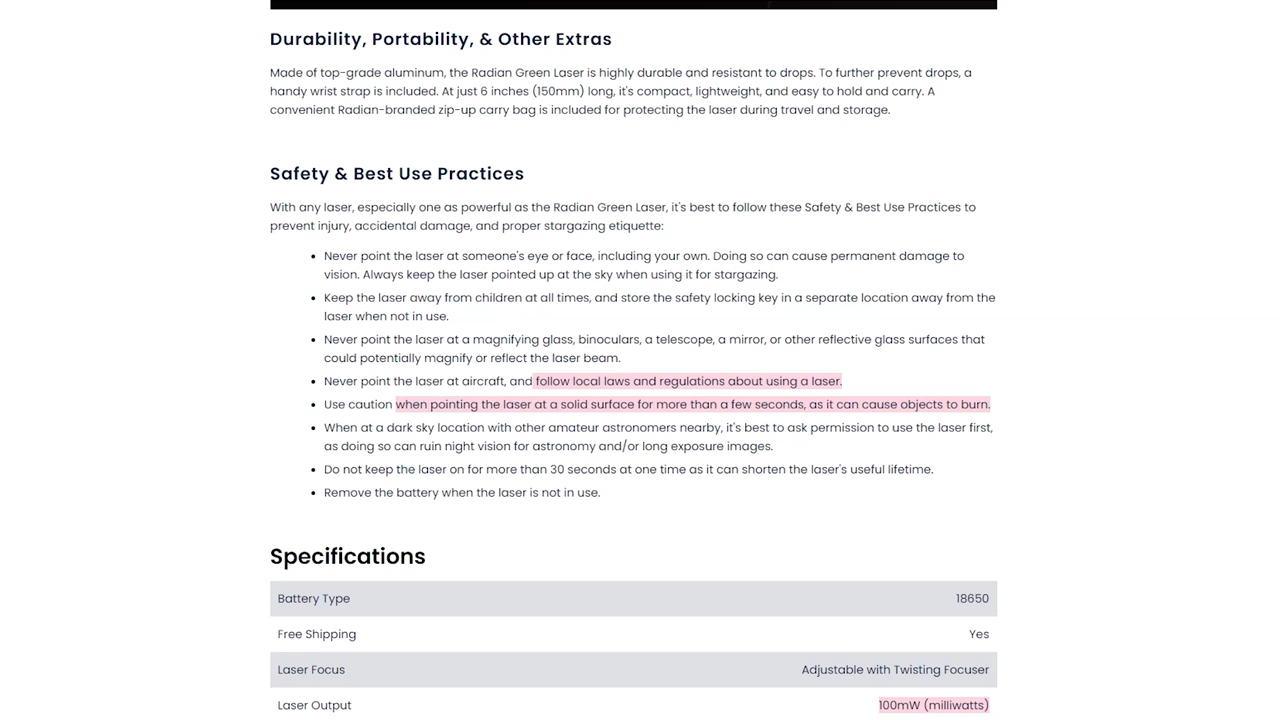 Durability, Portability, & Other Extras
Made of top-grade aluminum, the Radian Green Laser is highly durable and resistant to drops. To further prevent drops, a
handy wrist strap is included. At just 6 inches (150mm) long, it's compact, lightweight, and easy to hold and carry. A
convenient Radian-branded zip-up carry bag is included for protecting the laser during travel and storage.
Safety & Best Use Practices
With any laser, especially one as powerful as the Radian Green Laser, it's best to follow these Safety & Best Use Practices to
prevent injury, accidental damage, and proper stargazing etiquette:
• Never point the laser at someone's eye or face, including your own. Doing so can cause permanent damage to
vision. Always keep the laser pointed up at the sky when using it for stargazing.
• Keep the laser away from children at all times, and store the safety locking key in a separate location away from the
laser when not in use.
• Never point the laser at a magnifying glass, binoculars, a telescope, a mirror, or other reflective glass surfaces that
could potentially magnify or reflect the laser beam.
• Never point the laser at aircraft, and follow local laws and regulations about using a laser.
• Use caution when pointing the laser at a solid surface for more than a few seconds, as it can cause objects to burn.
• When at a dark sky location with other amateur astronomers nearby, it's best to ask permission to use the laser first,
as doing so can ruin night vision for astronomy and/or long exposure images.
• Do not keep the laser on for more than 30 seconds at one time as it can shorten the laser's useful lifetime.
• Remove the battery when the laser is not in use.
Specifications
Battery Type 18650
Free Shipping Yes
Laser Focus Adjustable with Twisting Focuser
Laser Output 100mW (milliwatts)